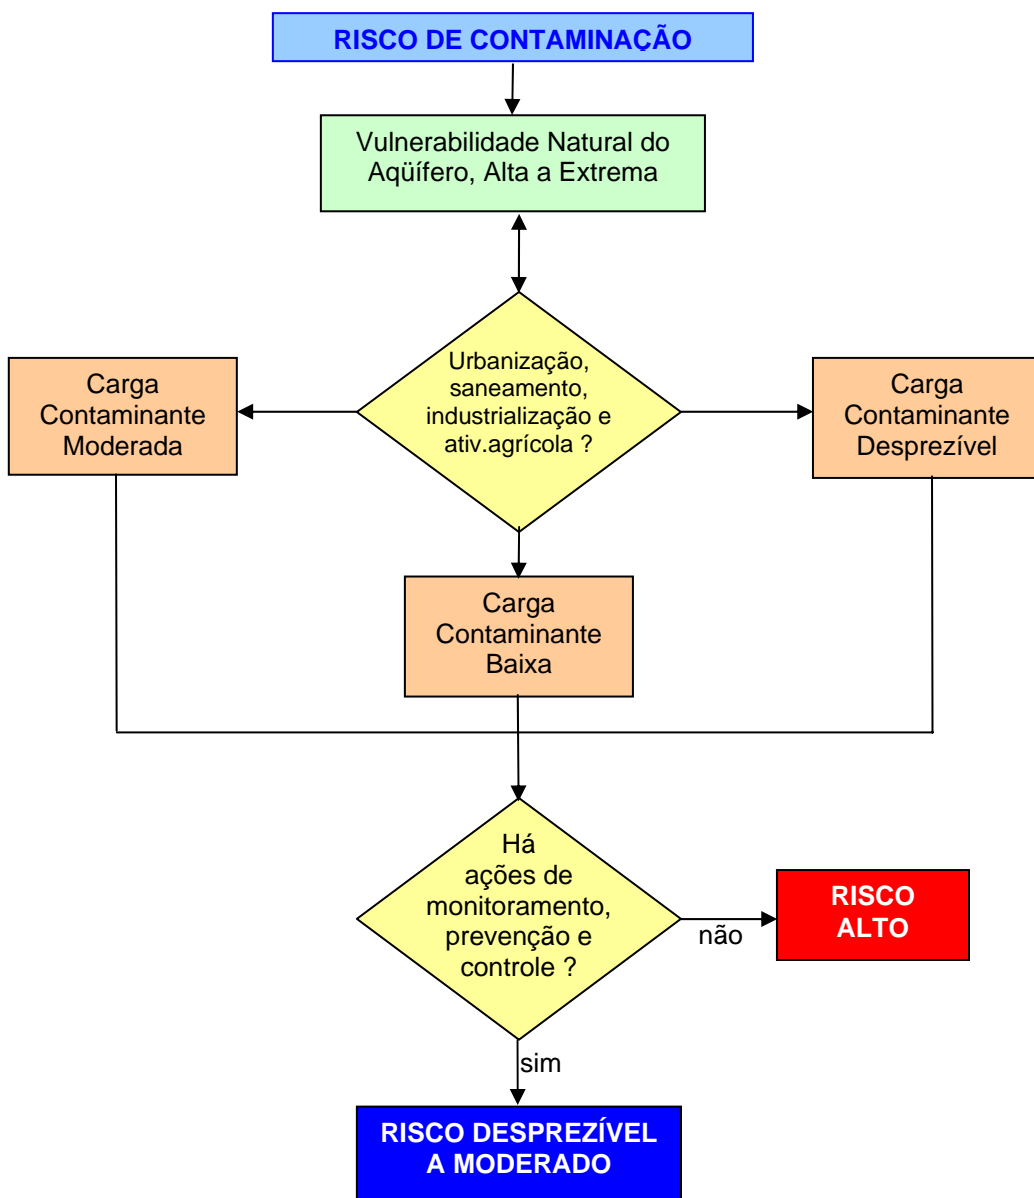 RISCO DE CONTAMINAÇÃO
Vulnerabilidade Natural do
Aqüífero, Alta a Extrema
Urbanização,
saneamento,
industrialização e
ativ.agrícola ?
Carga
Contaminante
Moderada
Carga
Contaminante
Desprezível
Carga
Contaminante
Baixa
Há
ações de
monitoramento,
prevenção e
controle ?
não
RISCO
ALTO
sim
RISCO DESPREZÍVEL
A MODERADO